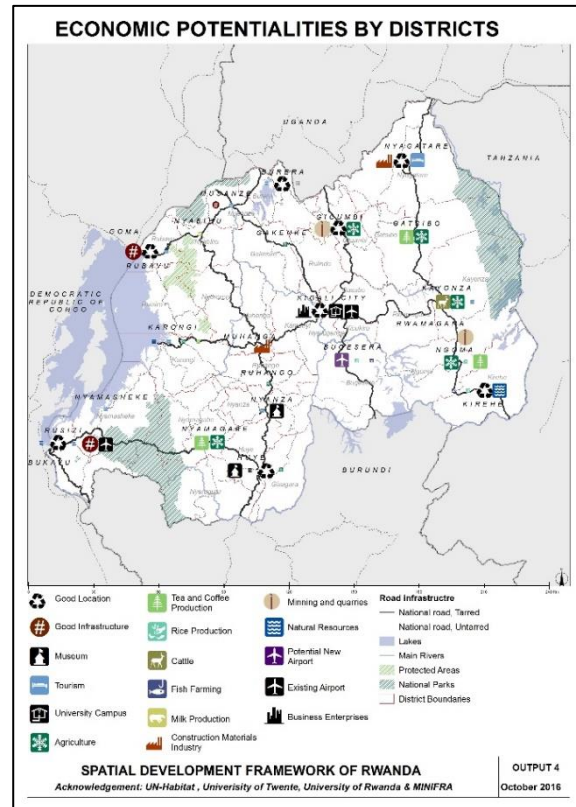 ECONOMIC POTENTIALITIES BY DISTRICTS
UGANDA
NYAGATARE
TANZANIA
BURERA
MUSANZE
NYABIHU
GICUMBI
GATSIBO
GOMA
GAKENKE
RUBAVU
DEMOCRATIC
REPUBLIC OF
CONGO
KAYONZA
KIGALI CITY
RWAMAGANA
KARONGI
MUHANGA
BUGESERA
NGOMA
RUHANGO
NYAMASHEKE
NYANZA
KIREHE
RUSIZI
NYAMAGABE
HUYE
BUKAVU
BURUNDI
Good Location
Good Infrastructure
Museum
Tourism
University Campus
Agriculture
Tea and Coffee
Production
Rice Production
Cattle
Fish Farming
Milk Production
Construction Materials
Industry
Minning and quarries
Natural Resources
Potential New
Airport
Existing Airport
Business Enterprises
Road Infrastructre
National road, Tarred
National road, Untarred
Lakes
Main Rivers
Protected Areas
National Parks
District Boundaries
SPATIAL DEVELOPMENT FRAMEWORK OF RWANDA
Acknowledgement: UN-Habitat , Univerisity of Twente, University of Rwanda & MINIFRA
OUTPUT 4
October 2016